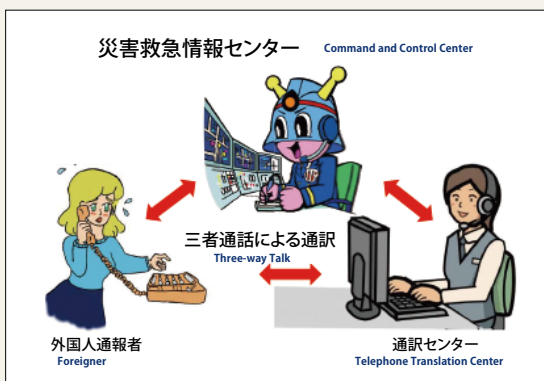 災害救急情報センター Command and Control Center
三者通話による通訳
Three-way Talk
外国人通報者
Foreigner
通訳センター
Telephone Translation Center